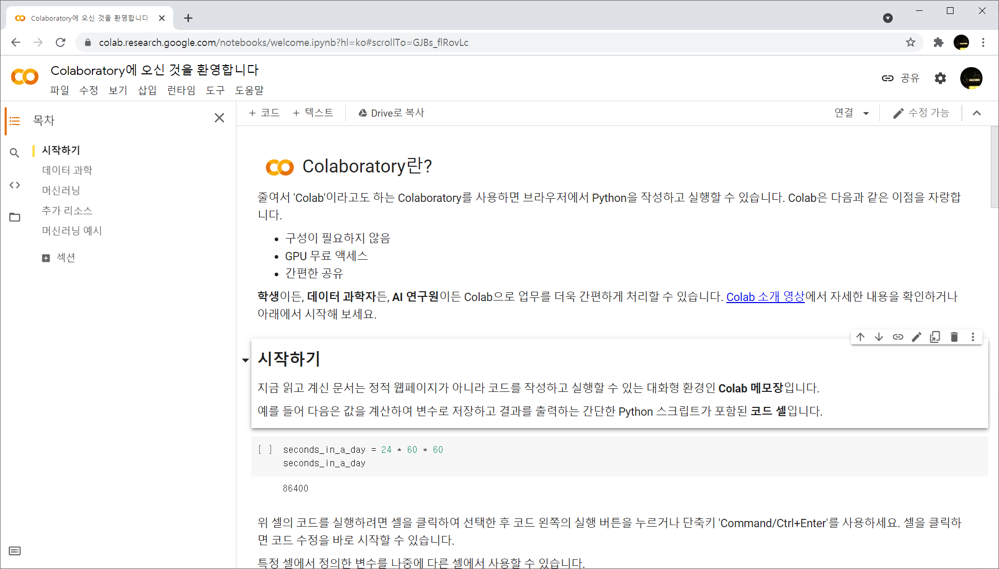 Colaboratory에 오신 것을 환영합니다
colab.research.google.com/notebooks/welcome.ipynb?hl=ko#scrollTo=GJBs_flRovLc
Colaboratory에 오신 것을 환영합니다
파일 수정 보기 삽입 런타임 도구 도움말
공유
목차
시작하기
데이터 과학
머신러닝
추가 리소스
머신러닝 예시
섹션
+ 코드 + 텍스트 Drive로 복사
연결 수정 가능
Colaboratory란?
줄여서 'Colab'이라고도 하는 Colaboratory를 사용하면 브라우저에서 Python을 작성하고 실행할 수 있습니다. Colab은 다음과 같은 이점을 자랑합
니다.
• 구성이 필요하지 않음
• GPU 무료 액세스
• 간편한 공유
학생이든, 데이터 과학자든, AI 연구원이든 Colab으로 업무를 더욱 간편하게 처리할 수 있습니다. Colab 소개 영상에서 자세한 내용을 확인하거나
아래에서 시작해 보세요.
시작하기
지금 읽고 계신 문서는 정적 웹페이지가 아니라 코드를 작성하고 실행할 수 있는 대화형 환경인 Colab 메모장입니다.
예를 들어 다음은 값을 계산하여 변수로 저장하고 결과를 출력하는 간단한 Python 스크립트가 포함된 코드 셀입니다.
[ ] seconds_in_a_day = 24 * 60 * 60
seconds_in_a_day
86400
위 셀의 코드를 실행하려면 셀을 클릭하여 선택한 후 코드 왼쪽의 실행 버튼을 누르거나 단축키 'Command/Ctrl+Enter'를 사용하세요. 셀을 클릭하
면 코드 수정을 바로 시작할 수 있습니다.
특정 셀에서 정의한 변수를 나중에 다른 셀에서 사용할 수 있습니다.